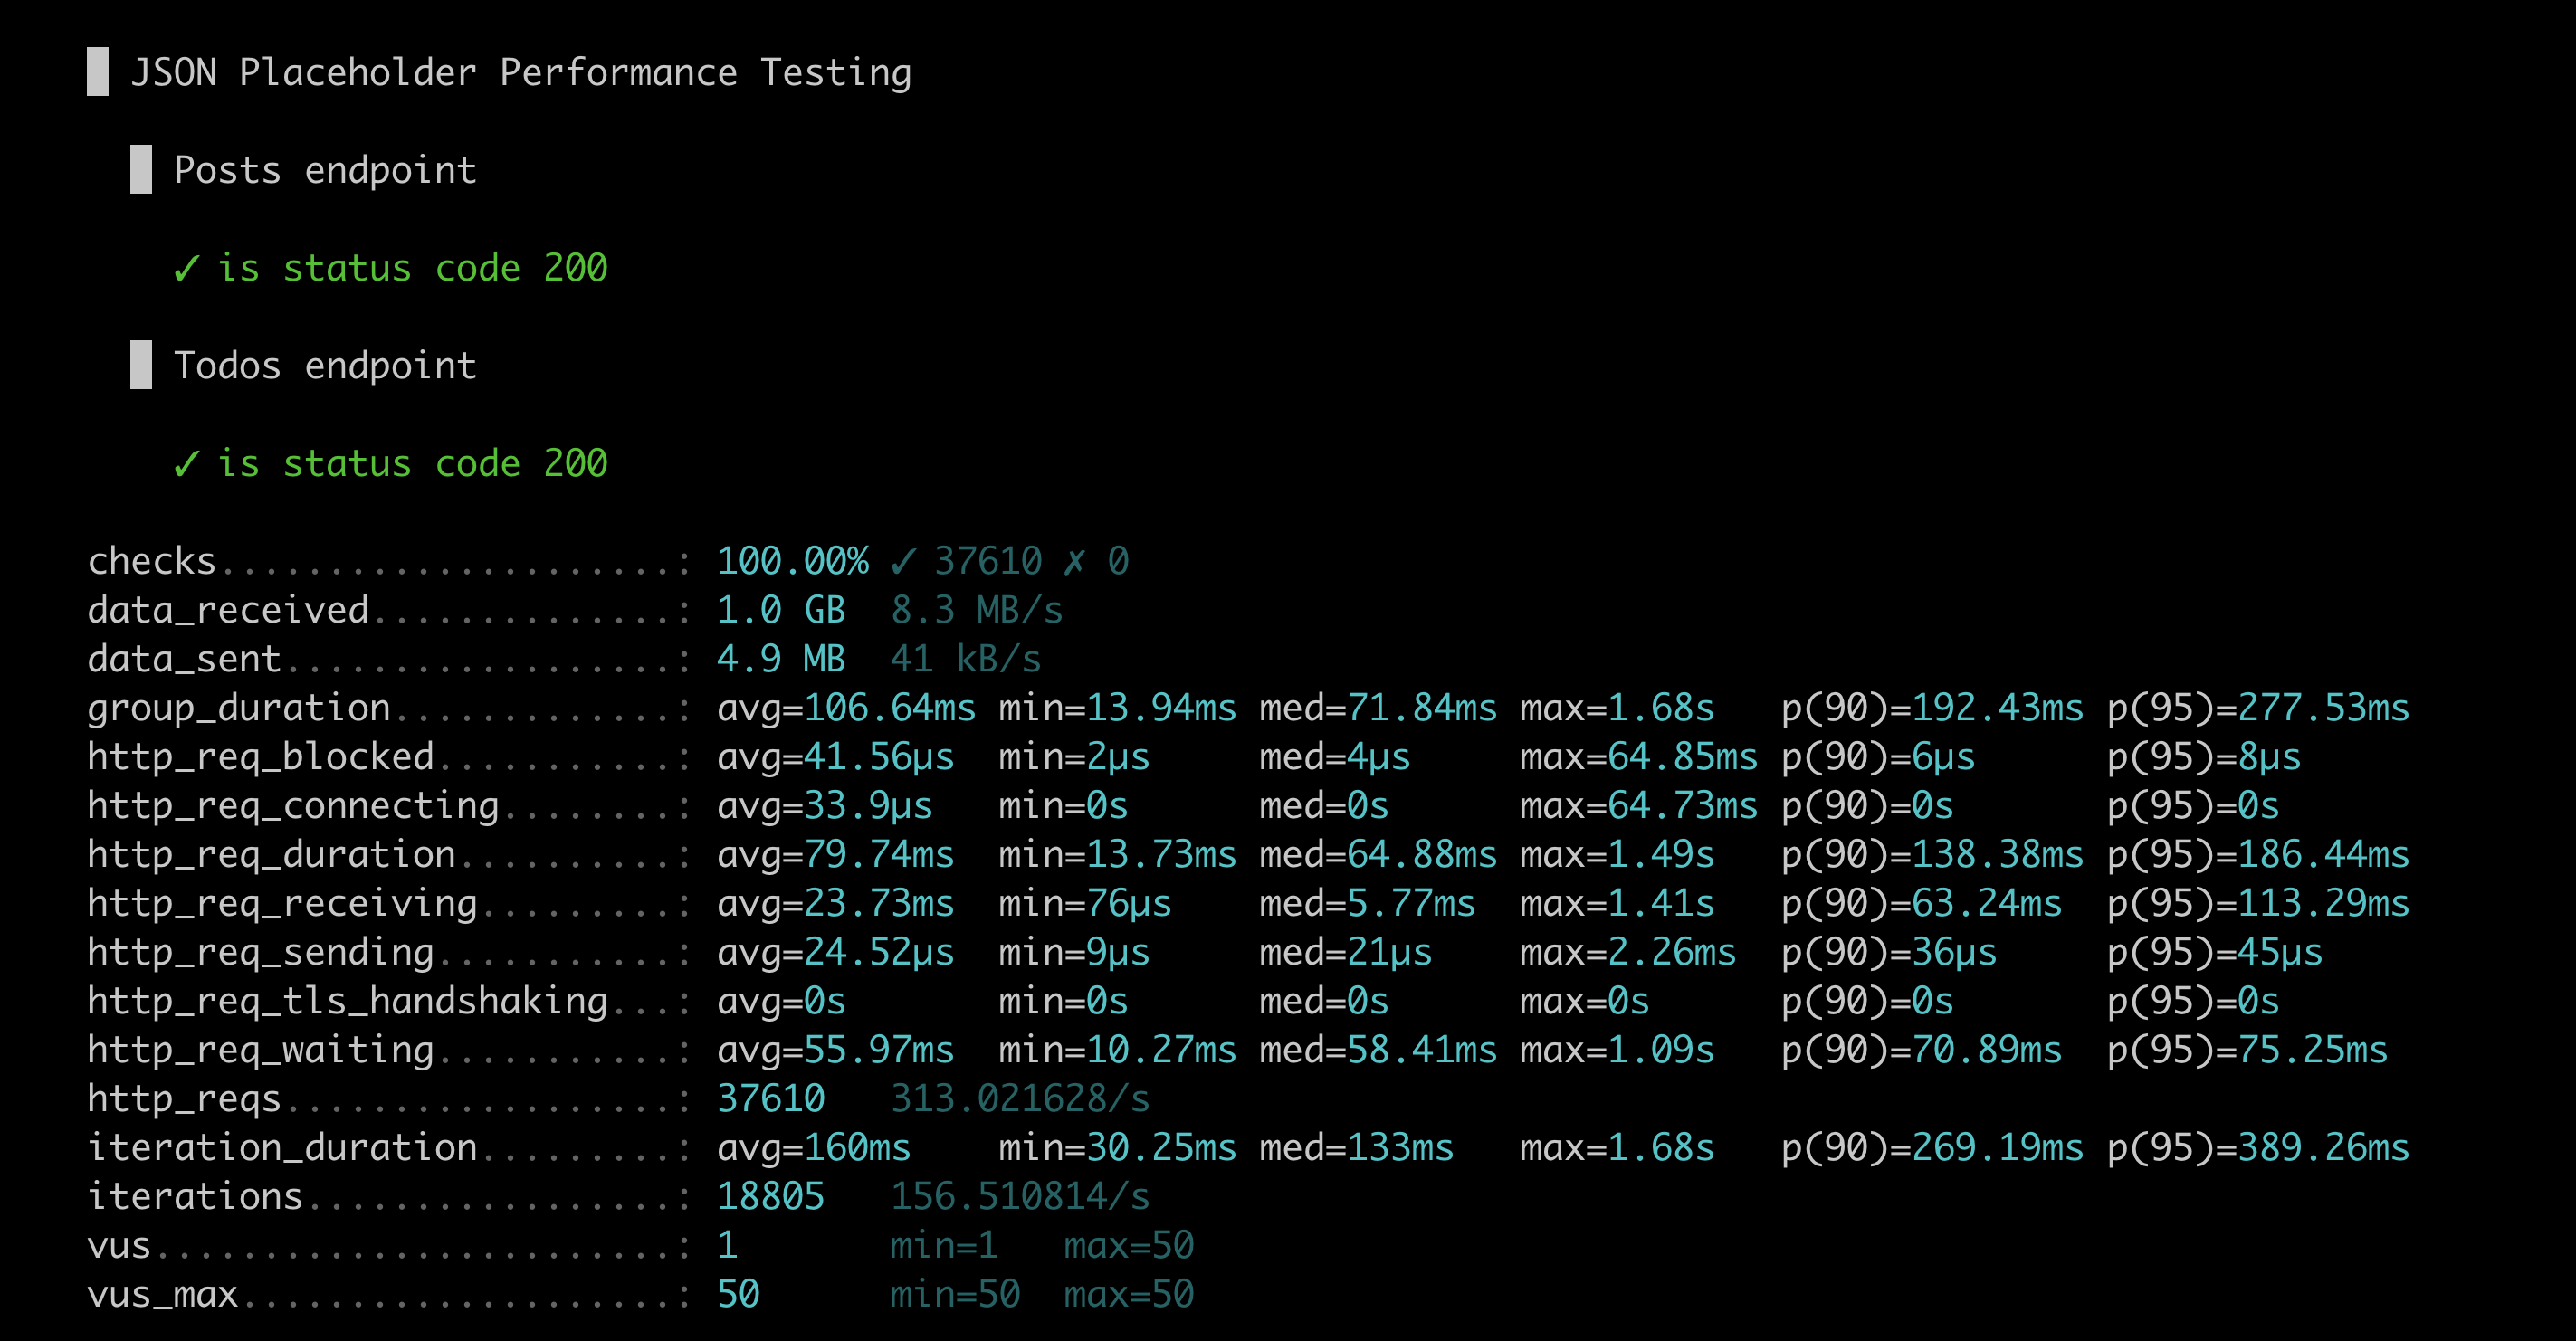 █ JSON Placeholder Performance Testing
█ Posts endpoint
✓ is status code 200
█ Todos endpoint
✓ is status code 200
checks.....................: 100.00% ✓ 37610 ✗ 0
data_received..............: 1.0 GB 8.3 MB/s
data_sent..................: 4.9 MB 41 kB/s
group_duration.............: avg=106.64ms min=13.94ms med=71.84ms max=1.68s p(90)=192.43ms p(95)=277.53ms
http_req_blocked...........: avg=41.56µs min=2µs med=4µs max=64.85ms p(90)=6µs p(95)=8µs
http_req_connecting........: avg=33.9µs min=0s med=0s max=64.73ms p(90)=0s p(95)=0s
http_req_duration..........: avg=79.74ms min=13.73ms med=64.88ms max=1.49s p(90)=138.38ms p(95)=186.44ms
http_req_receiving.........: avg=23.73ms min=76µs med=5.77ms max=1.41s p(90)=63.24ms p(95)=113.29ms
http_req_sending...........: avg=24.52µs min=9µs med=21µs max=2.26ms p(90)=36µs p(95)=45µs
http_req_tls_handshaking...: avg=0s min=0s med=0s max=0s p(90)=0s p(95)=0s
http_req_waiting...........: avg=55.97ms min=10.27ms med=58.41ms max=1.09s p(90)=70.89ms p(95)=75.25ms
http_reqs..................: 37610 313.021628/s
iteration_duration.........: avg=160ms min=30.25ms med=133ms max=1.68s p(90)=269.19ms p(95)=389.26ms
iterations.................: 18805 156.510814/s
vus........................: 1 min=1 max=50
vus_max....................: 50 min=50 max=50